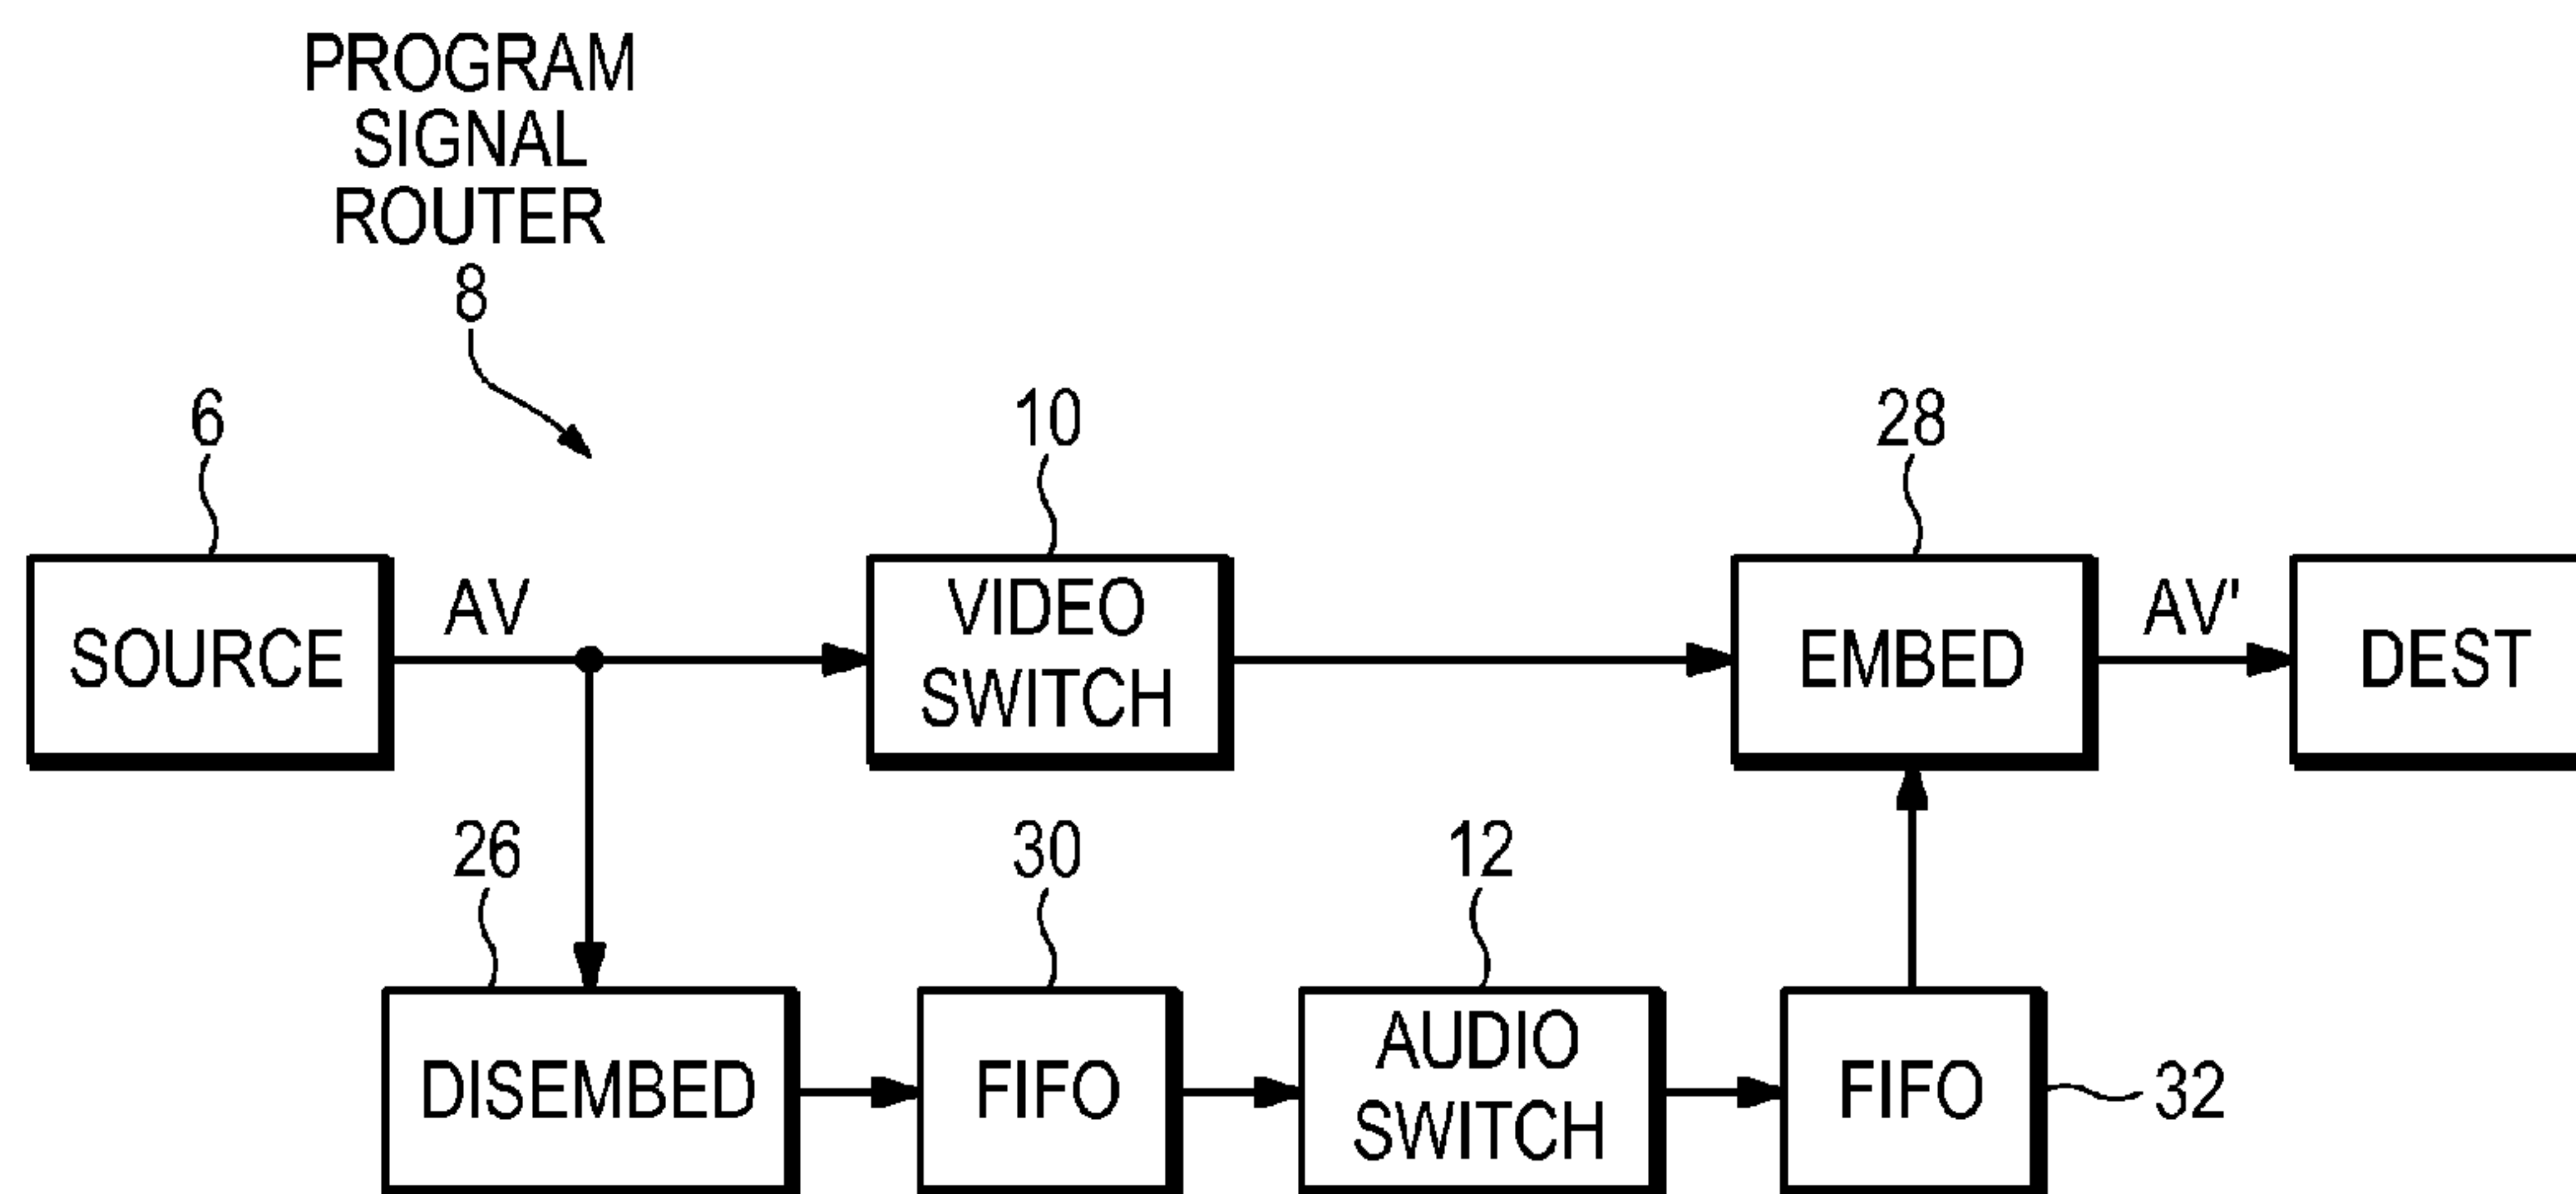 PROGRAM
SIGNAL
ROUTER
8
6
10
28
SOURCE
AV
VIDEO
SWITCH
EMBED
AV'
DEST
26
30
12
DISEMBED
FIFO
AUDIO
SWITCH
FIFO
32